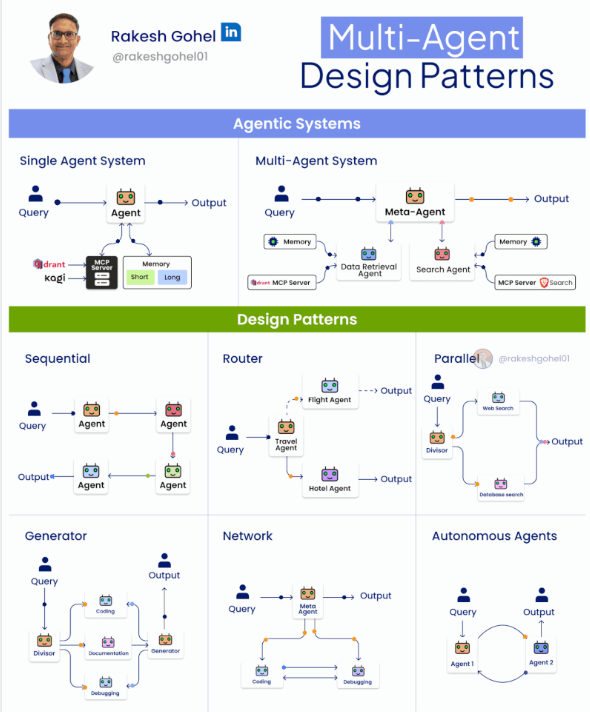 Rakesh Gohel in
@rakeshgohel01
Multi-Agent
Design Patterns
Agentic Systems
Single Agent System
Query
Agent
Output
drant
kagi
MCP
Server
Memory
Short
Long
Multi-Agent System
Query
Meta-Agent
Output
Memory
Data Retrieval
Agent
drant MCP Server
Search Agent
Memory
MCP Server Search
Design Patterns
Sequential
Query
Agent
Agent
Output
Agent
Agent
Router
Query
Travel
Agent
Flight Agent
Output
Hotel Agent
Output
Parallel
@rakeshgohel01
Query
Divisor
Web Search
Database search
Output
Generator
Query
Divisor
Coding
Documentation
Debugging
Generator
Output
Network
Query
Meta
Agent
Output
Coding
Debugging
Autonomous Agents
Query
Agent 1
Output
Agent 2